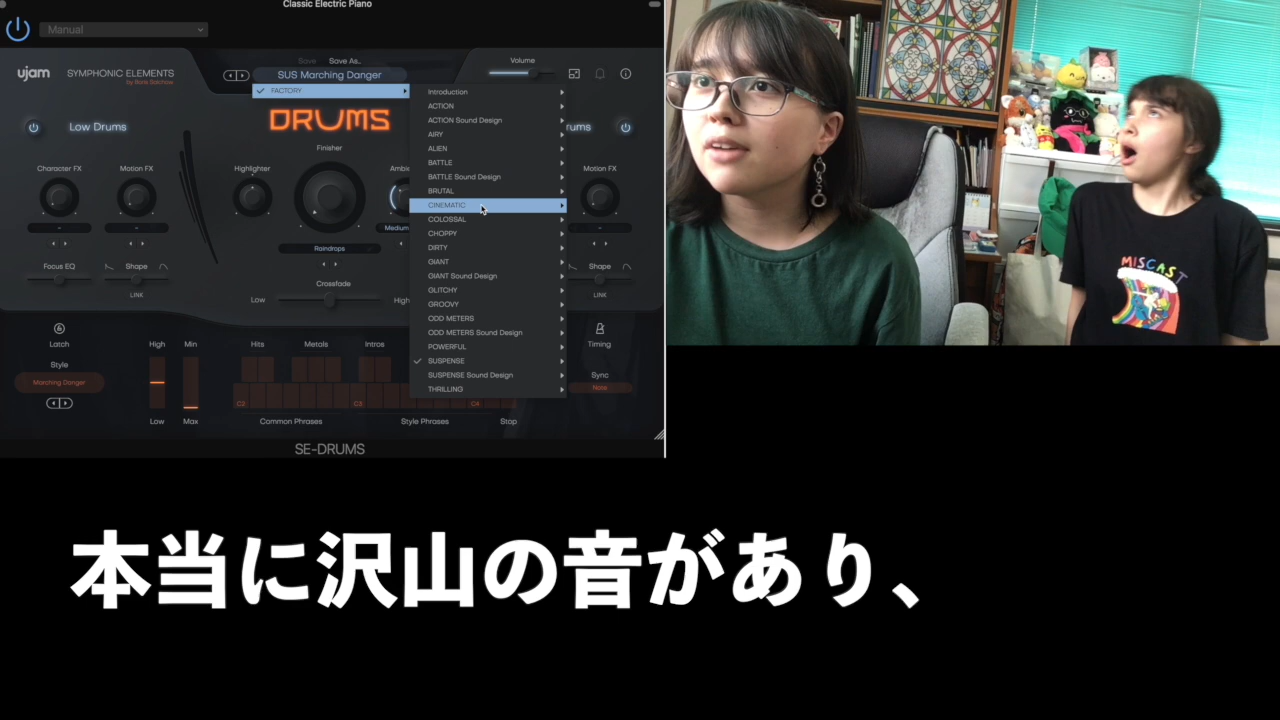 Classic Electric Piano
Manual
ujam
SYMPHONIC ELEMENTS
Save Save As..
SUS Marching Danger
Volume
FACTORY
DRUMS
Low Drums
rums
Finisher
Character FX
Motion FX
Highlighter
Ambie
Motion FX
Medium
Raindrops
Focus EQ
Shape
LINK
Crossfade
Low
High
Shape
LINK
Introduction
ACTION
ACTION Sound Design
AIRY
ALIEN
BATTLE
BATTLE Sound Design
BRUTAL
CINEMATIC
COLOSSAL
CHOPPY
DIRTY
GIANT
GIANT Sound Design
GLITCHY
GROOVY
ODD METERS
ODD METERS Sound Design
POWERFUL
SUSPENSE
SUSPENSE Sound Design
THRILLING
Latch
High
Min
Hits
Metals
Intros
Timing
Style
Marching Danger
Sync
None
C2
C3
C4
Low
Max
Common Phrases
Style Phrases
Stop
SE-DRUMS
MISCAST
本当に沢山の音があり、